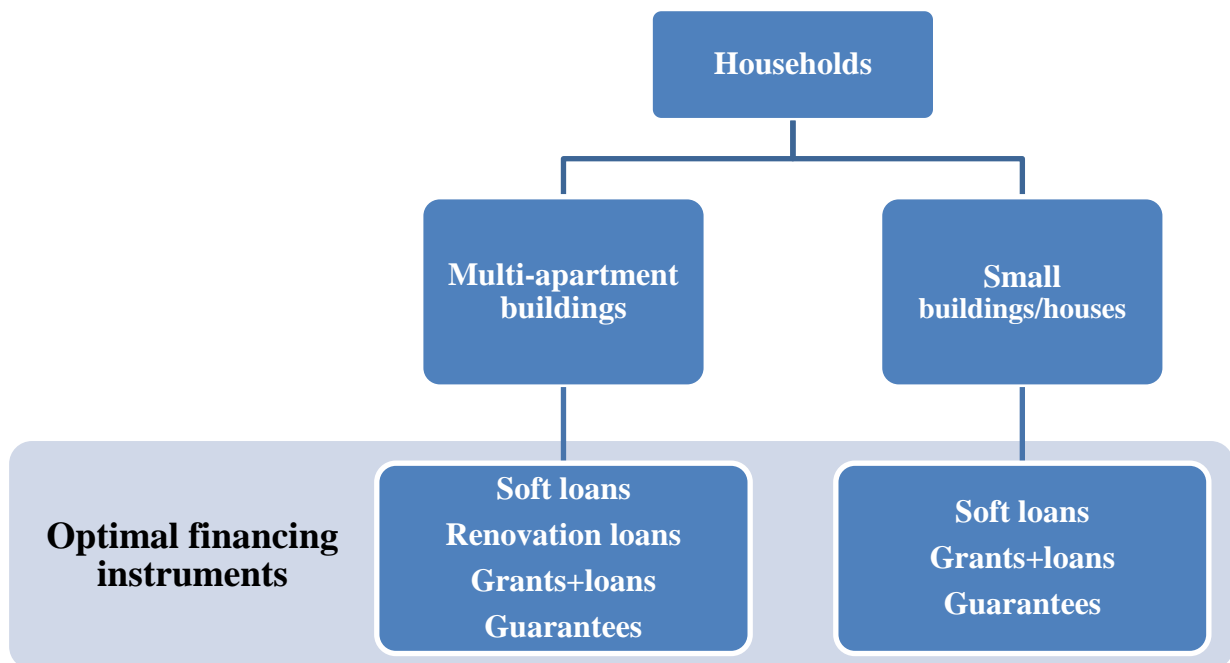 Households
Multi-apartment
buildings
Small
buildings/houses
Optimal financing
instruments
Soft loans
Renovation loans
Grants+loans
Guarantees
Soft loans
Grants+loans
Guarantees